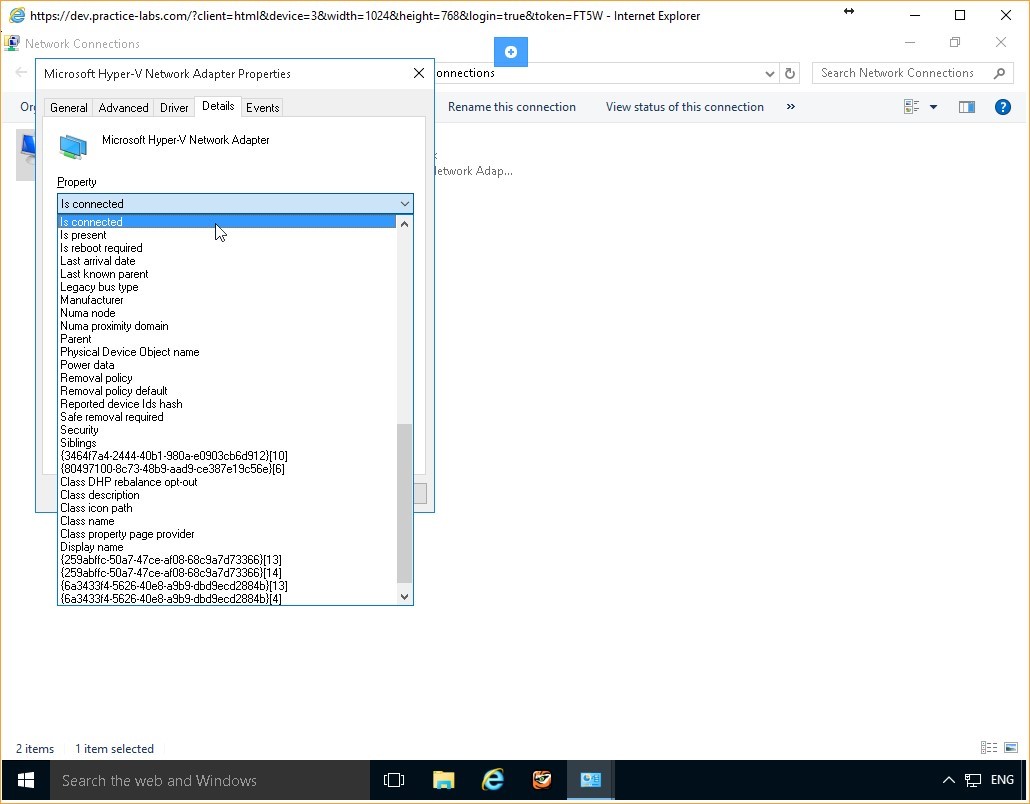 https://dev.practice-labs.com/?client=html&device=3&width=1024&height=768&login=true&token=FT5W - Internet Explorer
Network Connections
Microsoft Hyper-V Network Adapter Properties
onnections
Search Network Connections
Org
Rename this connection
View status of this connection
»
General
Advanced
Driver
Details
Events
Microsoft Hyper-V Network Adapter
Network Adap...
Property
Is connected
Is connected
Is present
Is reboot required
Last arrival date
Last known parent
Legacy bus type
Manufacturer
Numa node
Numa proximity domain
Parent
Physical Device Object name
Power data
Removal policy
Removal policy default
Reported device Ids hash
Safe removal required
Security
Siblings
{3464f7a4-2444-40b1-980a-e0903cb6d912}[10]
{80497100-8c73-48b9-aad9-ce387e19c56e}[6]
Class DHP rebalance opt-out
Class description
Class icon path
Class name
Class property page provider
Display name
{259abffc-50a7-47ce-af08-68c9a7d73366}[13]
{259abffc-50a7-47ce-af08-68c9a7d73366}[14]
{6a3433f4-5626-40e8-a9b9-dbd9ecd2884b}[13]
{6a3433f4-5626-40e8-a9b9-dbd9ecd2884b}[4]
2 items
1 item selected
Search the web and Windows
ENG